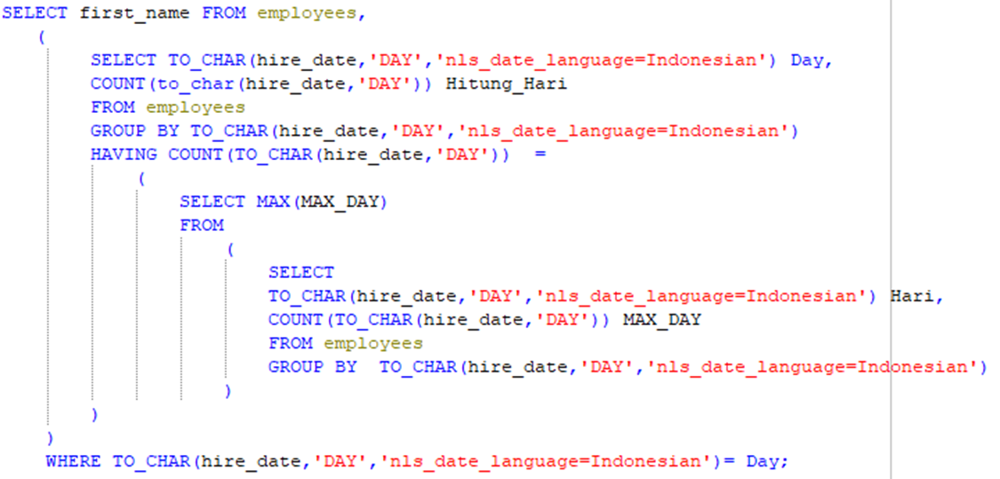 SELECT first_name FROM employees,
(
SELECT TO_CHAR(hire_date,'DAY','nls_date_language=Indonesian') Day,
COUNT(to_char(hire_date,'DAY')) Hitung_Hari
FROM employees
GROUP BY TO_CHAR(hire_date,'DAY','nls_date_language=Indonesian')
HAVING COUNT(TO_CHAR(hire_date,'DAY')) =
(
SELECT MAX(MAX_DAY)
FROM
(
SELECT
TO_CHAR(hire_date,'DAY','nls_date_language=Indonesian') Hari,
COUNT(TO_CHAR(hire_date,'DAY')) MAX_DAY
FROM employees
GROUP BY TO_CHAR(hire_date,'DAY','nls_date_language=Indonesian')
)
)
)
WHERE TO_CHAR(hire_date,'DAY','nls_date_language=Indonesian')= Day;